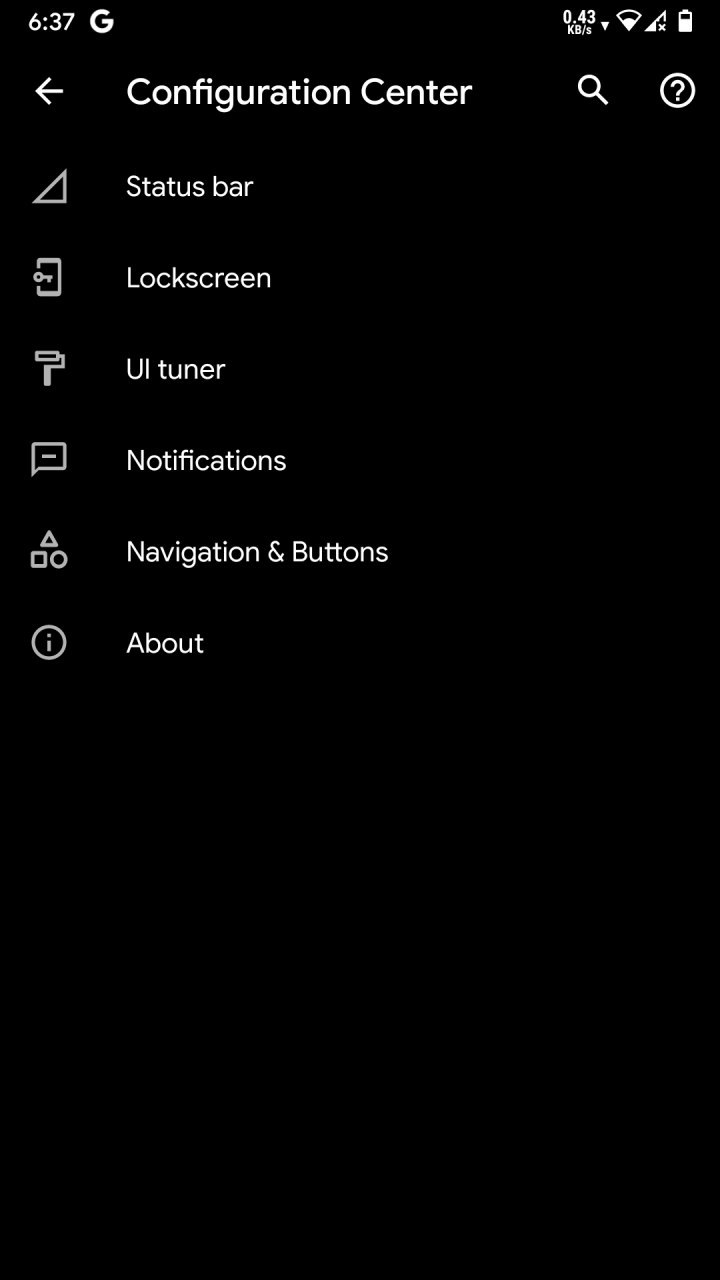 6:37 G 0.43
KB/s
Configuration Center
Status bar
Lockscreen
UI tuner
Notifications
Navigation & Buttons
About